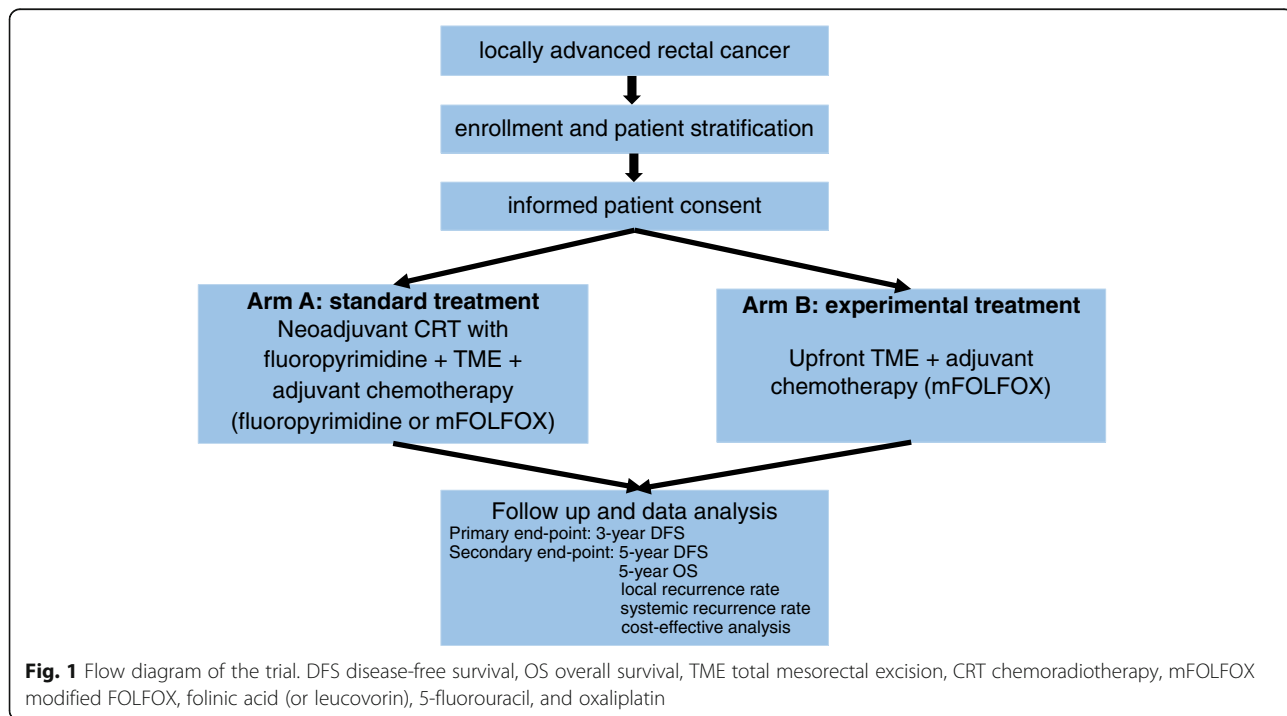 locally advanced rectal cancer
enrollment and patient stratification
informed patient consent
Arm A: standard treatment
Neoadjuvant CRT with
fluoropyrimidine + TME +
adjuvant chemotherapy
(fluoropyrimidine or mFOLFOX)
Arm B: experimental treatment
Upfront TME + adjuvant
chemotherapy (mFOLFOX)
Follow up and data analysis
Primary end-point: 3-year DFS
Secondary end-point: 5-year DFS
5-year OS
local recurrence rate
systemic recurrence rate
cost-effective analysis
Fig. 1 Flow diagram of the trial. DFS disease-free survival, OS overall survival, TME total mesorectal excision, CRT chemoradiotherapy, mFOLFOX
modified FOLFOX, folinic acid (or leucovorin), 5-fluorouracil, and oxaliplatin